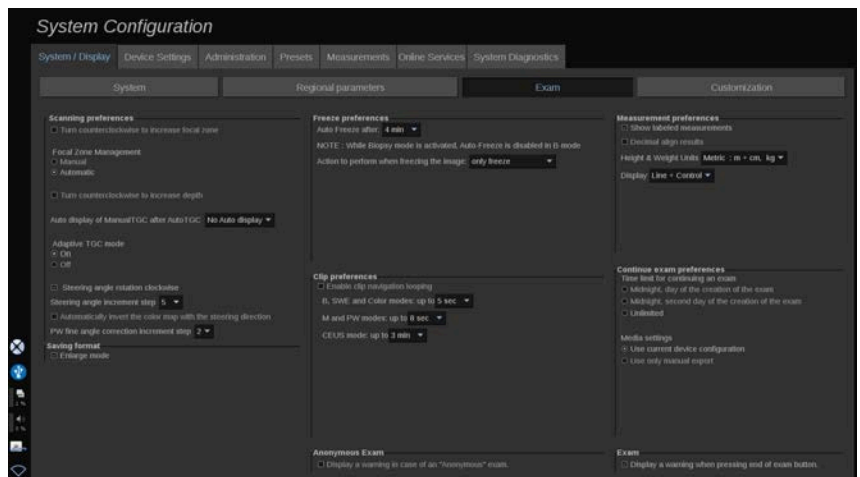 System Configuration
System / Display
Device Settings
Administration
Presets
Measurements
Online Services
System Diagnostics
System
Regional parameters
Exam
Customization
Scanning preferences
Turn counterclockwise to increase focal zone
Focal Zone Management
Manual
Automatic
Turn counterclockwise to increase depth
Auto display of ManualTGC after AutoTGC No Auto display
Adaptive TGC mode
On
Off
Steering angle rotation clockwise
Steering angle increment step 5
Automatically invert the color map with the steering direction
PW fine angle correction increment step 2
Saving format
Enlarge mode
Freeze preferences
Auto Freeze after: 4 min
NOTE : While Biopsy mode is activated, Auto-Freeze is disabled in B mode
Action to perform when freezing the image: only freeze
Clip preferences
Enable clip navigation looping
B, SWE and Color modes: up to 5 sec
M and PW modes: up to 8 sec
CEUS mode: up to 3 min
Anonymous Exam
Display a warning in case of an "Anonymous" exam.
Measurement preferences
Show labeled measurements
Decimal align results
Height & Weight Units Metric : m - cm, kg
Display Line + Control
Continue exam preferences
Time limit for continuing an exam
Midnight, day of the creation of the exam
Midnight, second day of the creation of the exam
Unlimited
Media settings
Use current device configuration
Use only manual export
Exam
Display a warning when pressing end of exam button.